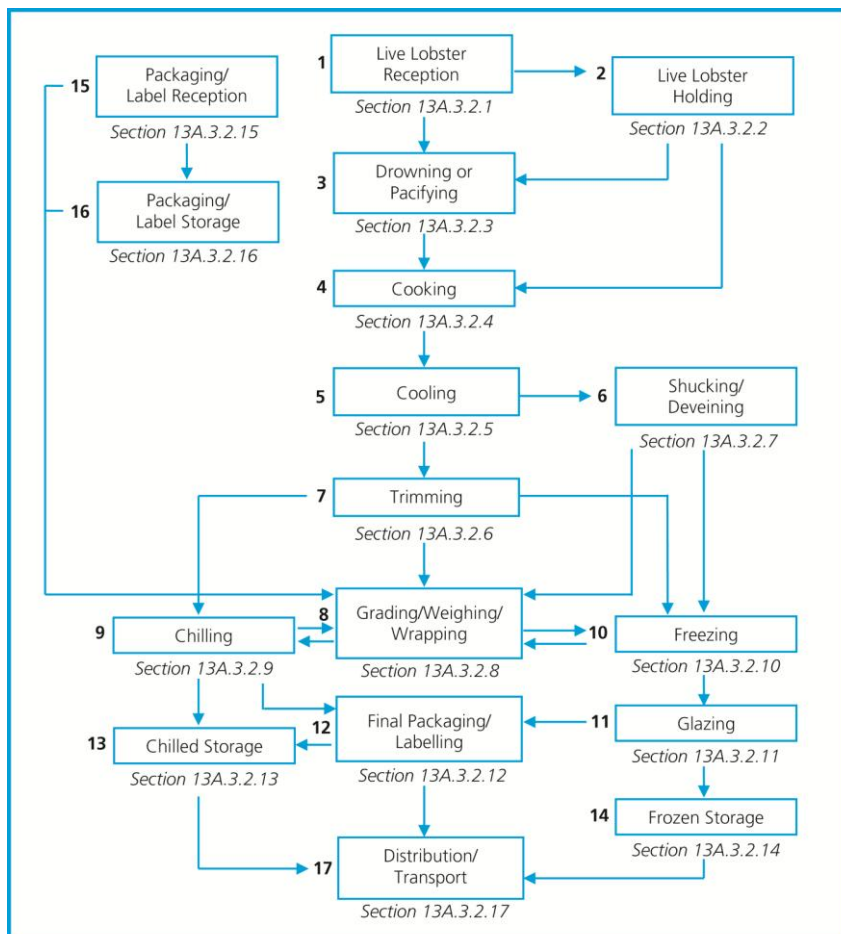 1
Live Lobster
Reception
Section 13A.3.2.1
2
Live Lobster
Holding
Section 13A.3.2.2
15
Packaging/
Label Reception
Section 13A.3.2.15
3
Drowning or
Pacifying
Section 13A.3.2.3
16
Packaging/
Label Storage
Section 13A.3.2.16
4
Cooking
Section 13A.3.2.4
5
Cooling
Section 13A.3.2.5
6
Shucking/
Deveining
Section 13A.3.2.7
7
Trimming
Section 13A.3.2.6
8
Grading/Weighing/
Wrapping
Section 13A.3.2.8
9
Chilling
Section 13A.3.2.9
10
Freezing
Section 13A.3.2.10
11
Glazing
Section 13A.3.2.11
12
Final Packaging/
Labelling
Section 13A.3.2.12
13
Chilled Storage
Section 13A.3.2.13
14
Frozen Storage
Section 13A.3.2.14
17
Distribution/
Transport
Section 13A.3.2.17